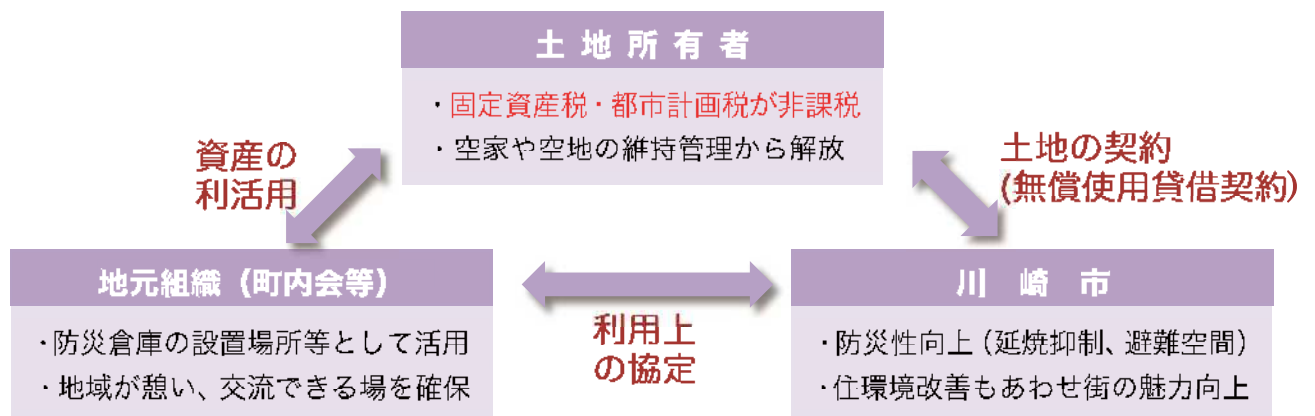 土地所有者
・固定資産税・都市計画税が非課税
・空家や空地の維持管理から解放
資産の
利活用
土地の契約
(無償使用貸借契約)
地元組織（町内会等）
・防災倉庫の設置場所等として活用
・地域が憩い、交流できる場を確保
利用上
の協定
川崎市
・防災性向上（延焼抑制、避難空間）
・住環境改善もあわせ街の魅力向上